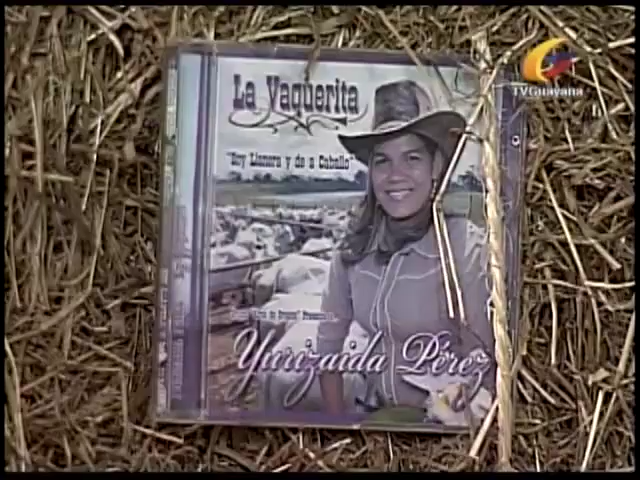 TVGuayana
La Vaquerita
"Soy Llanera y de a Caballo"
Yurizaida Pérez